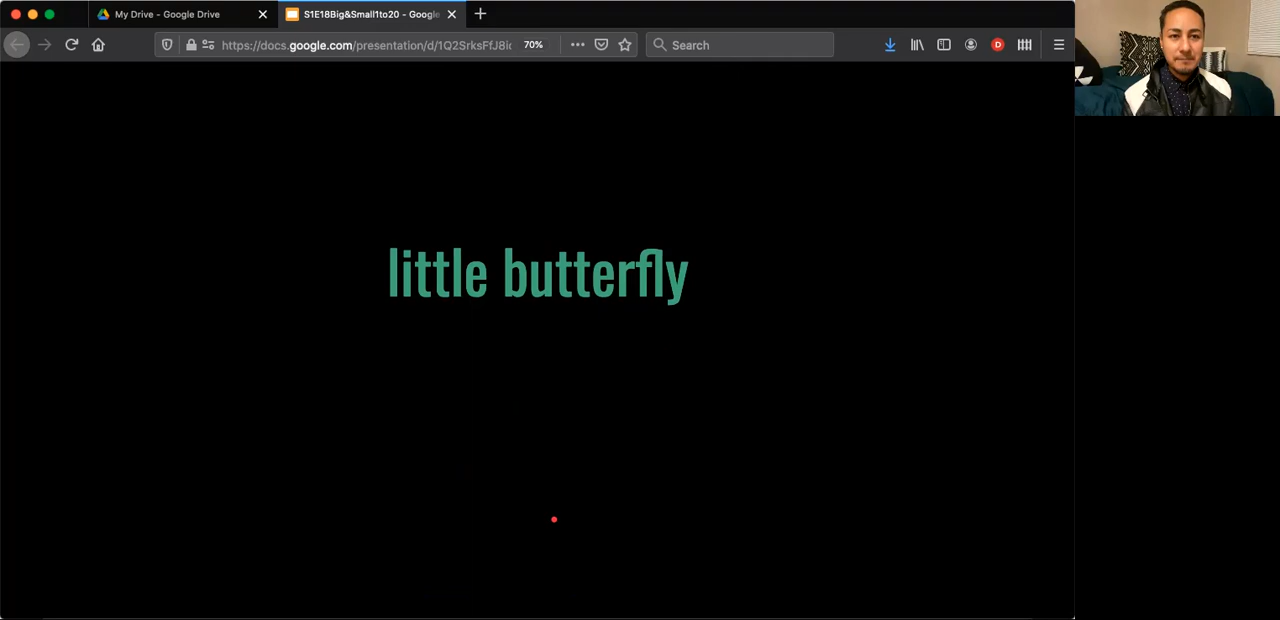 My Drive - Google Drive
S1E18Big&Small1to20 - Google
https://docs.google.com/presentation/d/1Q2SrksFfJ8i
70%
Search
D
little butterfly